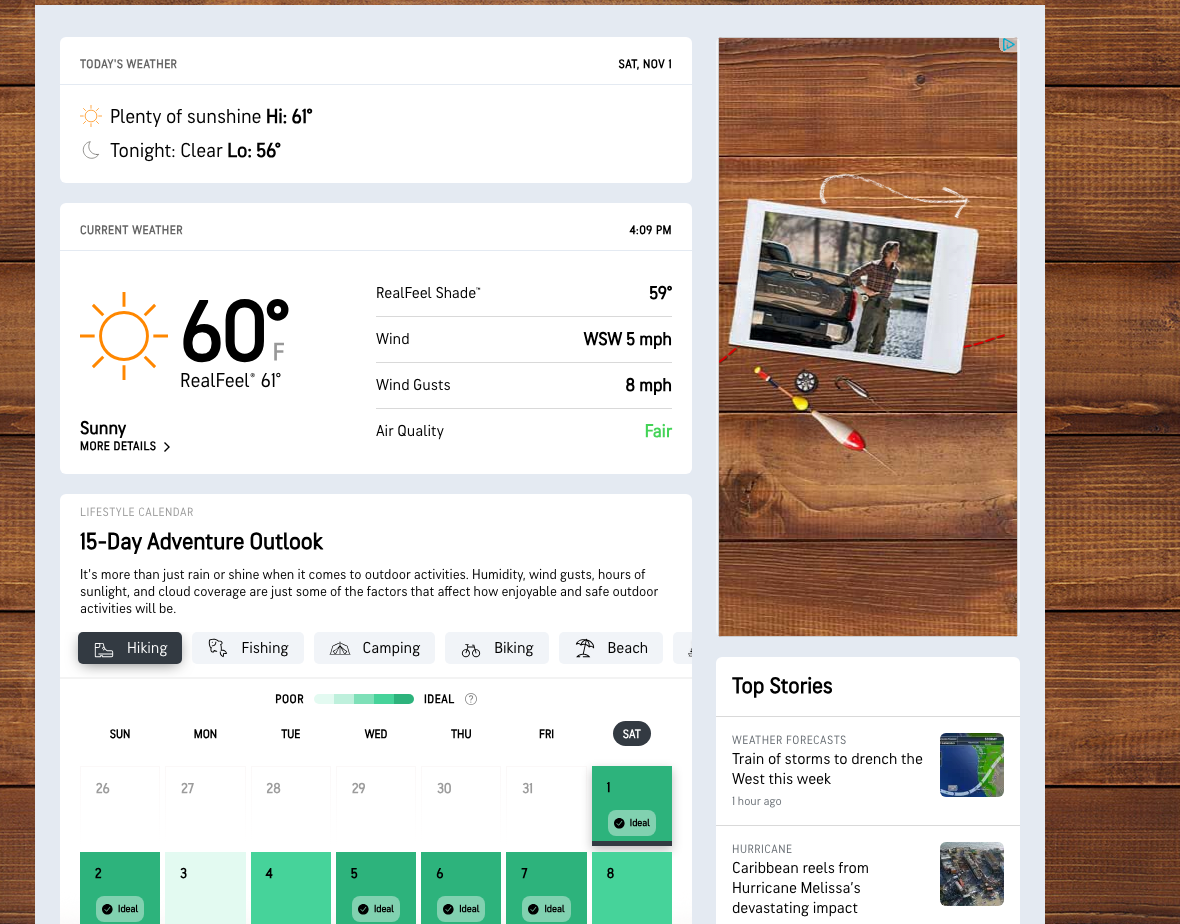 TODAY'S WEATHER
SAT, NOV 1
Plenty of sunshine Hi: 61°
Tonight: Clear Lo: 56°
CURRENT WEATHER
4:09 PM
60°
F
RealFeel® 61°
Sunny
MORE DETAILS
RealFeel Shade™
59°
Wind
WSW 5 mph
Wind Gusts
8 mph
Air Quality
Fair
LIFESTYLE CALENDAR
15-Day Adventure Outlook
It's more than just rain or shine when it comes to outdoor activities. Humidity, wind gusts, hours of
sunlight, and cloud coverage are just some of the factors that affect how enjoyable and safe outdoor
activities will be.
Hiking
Fishing
Camping
Biking
Beach
POOR
IDEAL
?
SUN
MON
TUE
WED
THU
FRI
SAT
26
27
28
29
30
31
1
Ideal
2
3
4
5
6
7
8
Ideal
Ideal
Ideal
Ideal
Top Stories
WEATHER FORECASTS
Train of storms to drench the
West this week
1 hour ago
HURRICANE
Caribbean reels from
Hurricane Melissa's
devastating impact